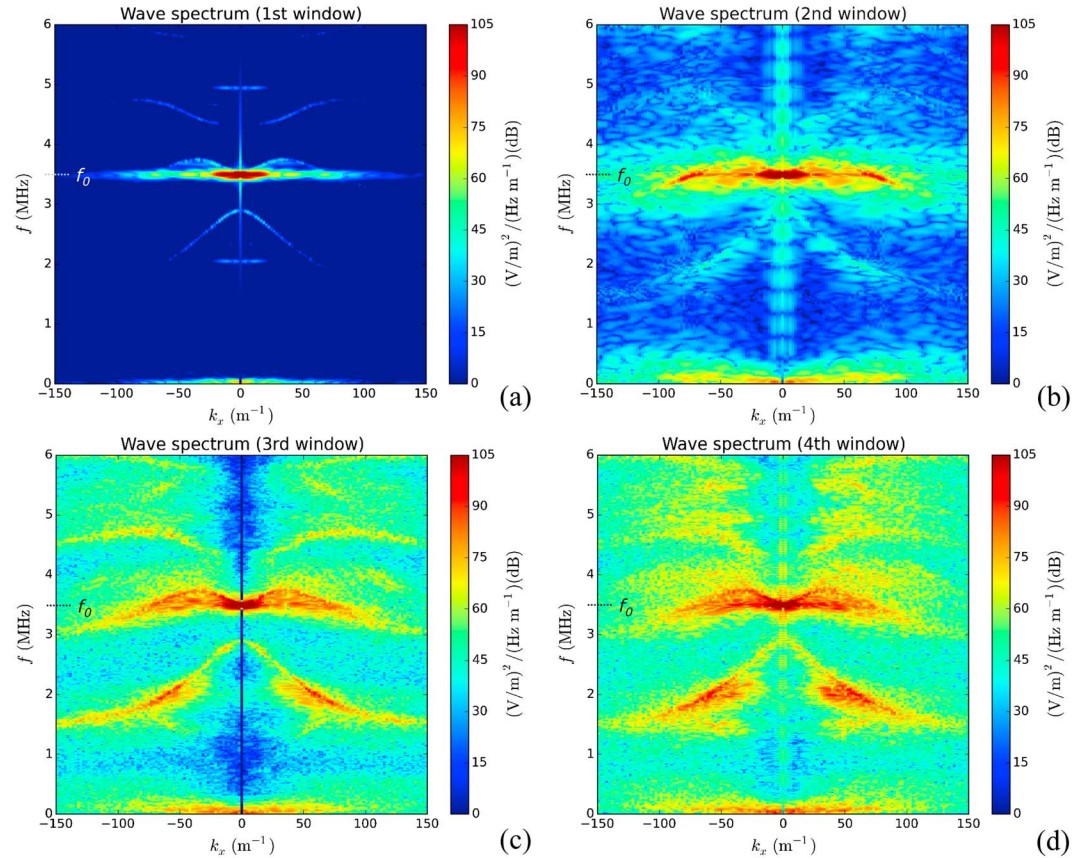 Wave spectrum (1st window)
6
5
4
3
2
1
0
f (MHz)
f0
−150 −100 −50 0 50 100 150
kx (m−1)
105
90
75
60
45
30
15
0
(V/m)2/(Hz m−1)(dB)
(a)
Wave spectrum (2nd window)
6
5
4
3
2
1
0
f (MHz)
f0
−150 −100 −50 0 50 100 150
kx (m−1)
105
90
75
60
45
30
15
0
(V/m)2/(Hz m−1)(dB)
(b)
Wave spectrum (3rd window)
6
5
4
3
2
1
0
f (MHz)
f0
−150 −100 −50 0 50 100 150
kx (m−1)
105
90
75
60
45
30
15
0
(V/m)2/(Hz m−1)(dB)
(c)
Wave spectrum (4th window)
6
5
4
3
2
1
0
f (MHz)
f0
−150 −100 −50 0 50 100 150
kx (m−1)
105
90
75
60
45
30
15
0
(V/m)2/(Hz m−1)(dB)
(d)